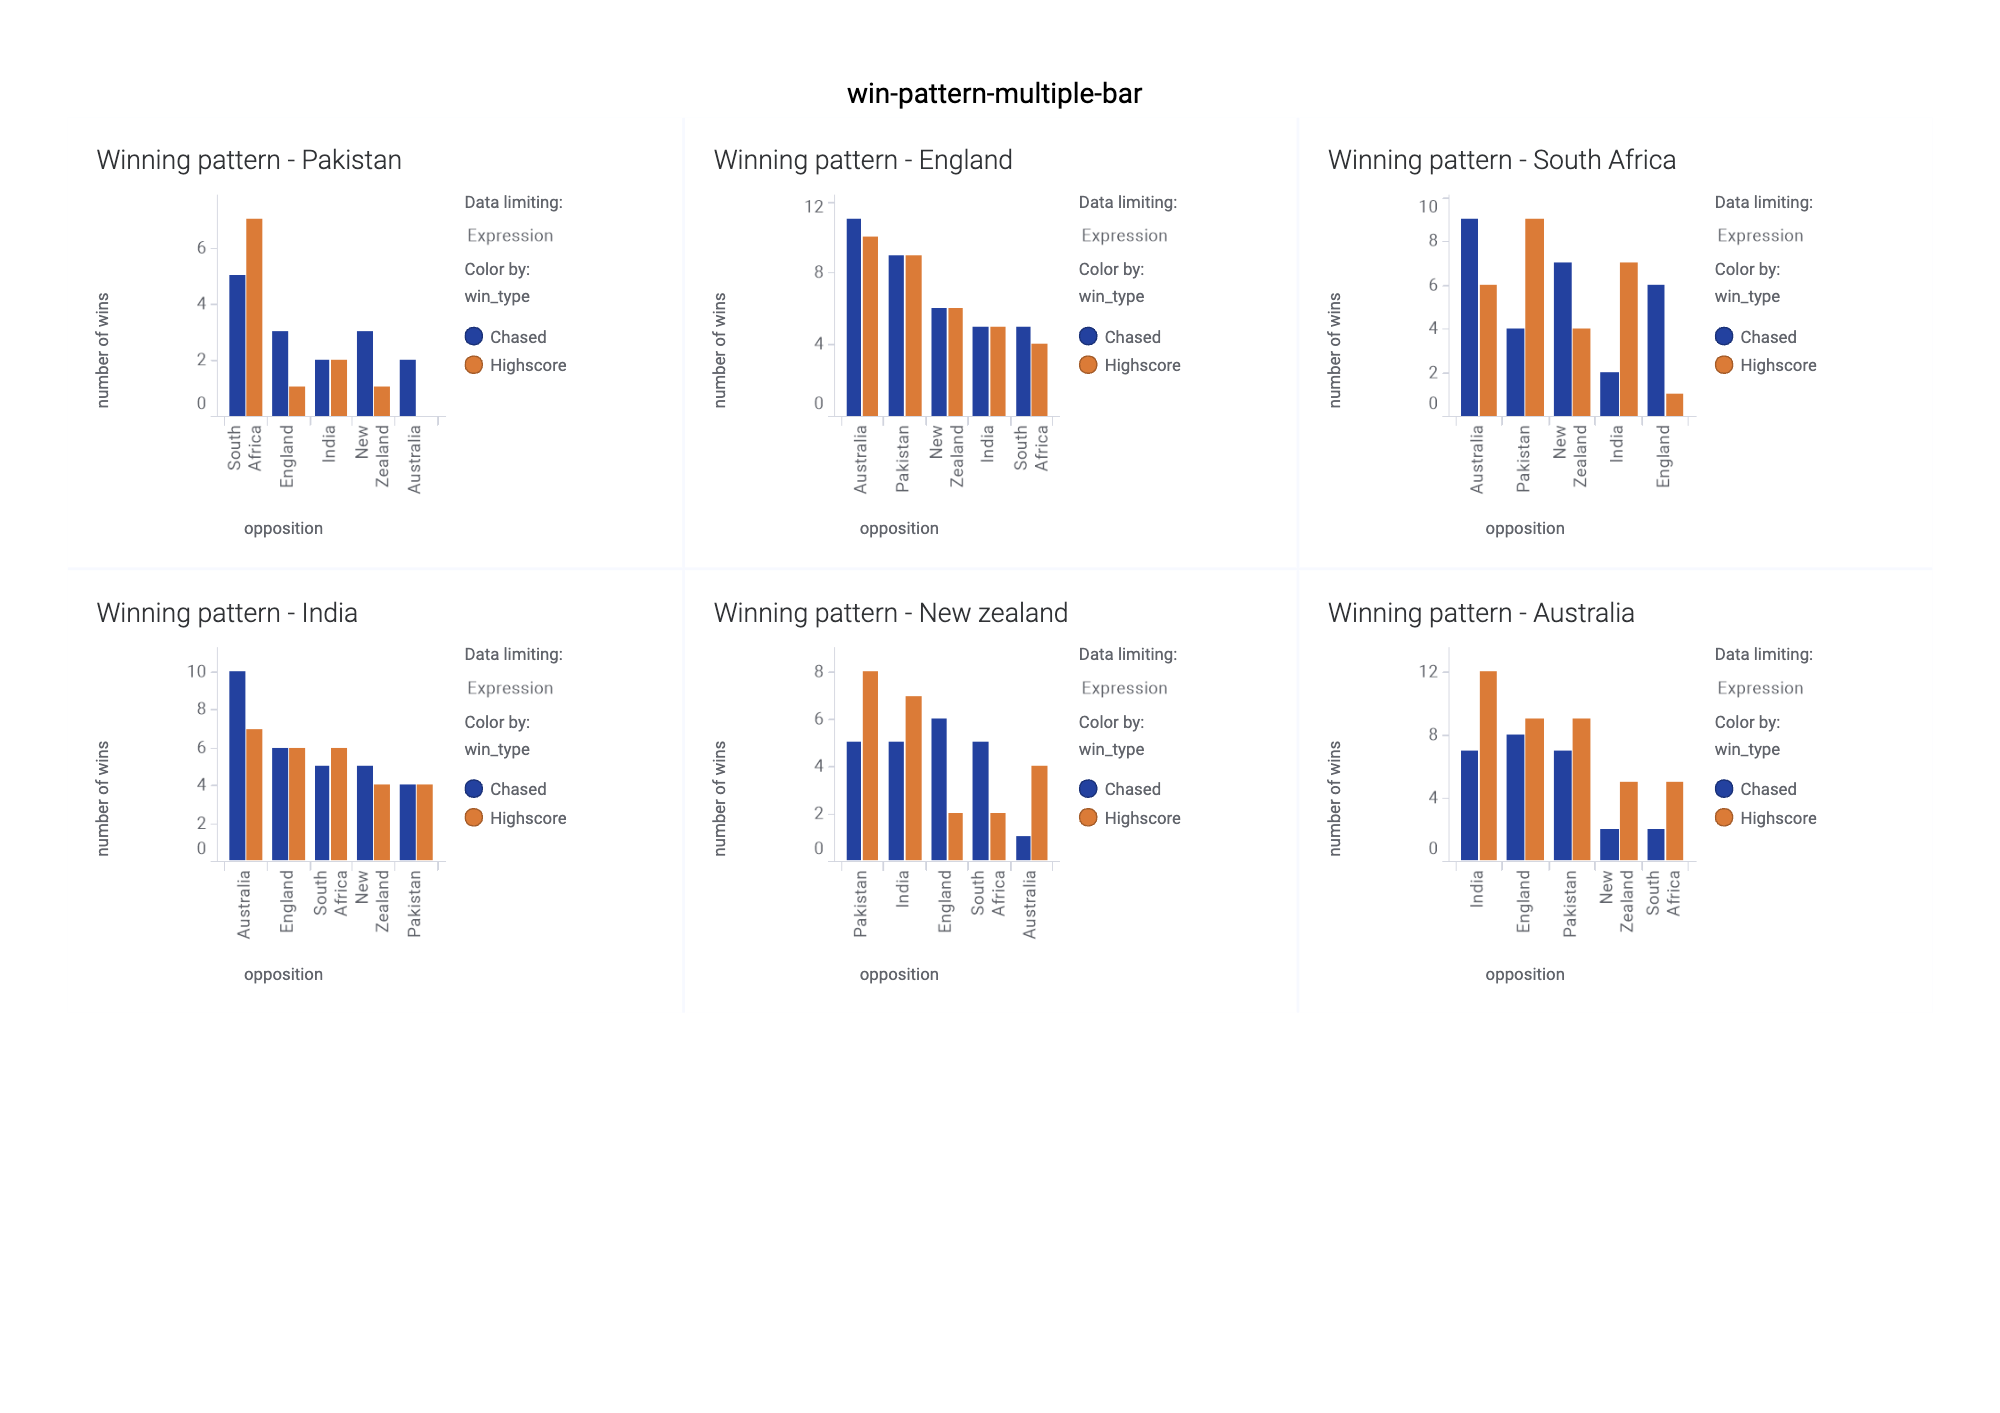 win-pattern-multiple-bar
Winning pattern - Pakistan
number of wins
6
4
2
0
South
Africa
England
India
New
Zealand
Australia
opposition
Data limiting:
Expression
Color by:
win_type
Chased
Highscore
Winning pattern - England
number of wins
12
8
4
0
Australia
Pakistan
New
Zealand
India
South
Africa
opposition
Data limiting:
Expression
Color by:
win_type
Chased
Highscore
Winning pattern - South Africa
number of wins
10
8
6
4
2
0
Australia
Pakistan
New
Zealand
India
England
opposition
Data limiting:
Expression
Color by:
win_type
Chased
Highscore
Winning pattern - India
number of wins
10
8
6
4
2
0
Australia
England
South
Africa
New
Zealand
Pakistan
opposition
Data limiting:
Expression
Color by:
win_type
Chased
Highscore
Winning pattern - New zealand
number of wins
8
6
4
2
0
Pakistan
India
England
South
Africa
Australia
opposition
Data limiting:
Expression
Color by:
win_type
Chased
Highscore
Winning pattern - Australia
number of wins
12
8
4
0
India
England
Pakistan
New
Zealand
South
Africa
opposition
Data limiting:
Expression
Color by:
win_type
Chased
Highscore